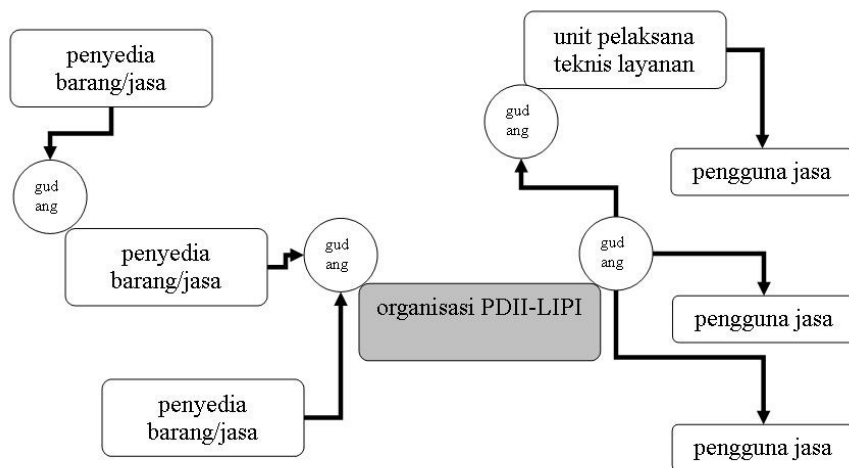 penyedia
barang/jasa
gud
ang
penyedia
barang/jasa
penyedia
barang/jasa
gud
ang
organisasi PDII-LIPI
gud
ang
gud
ang
unit pelaksana
teknis layanan
pengguna jasa
pengguna jasa
pengguna jasa